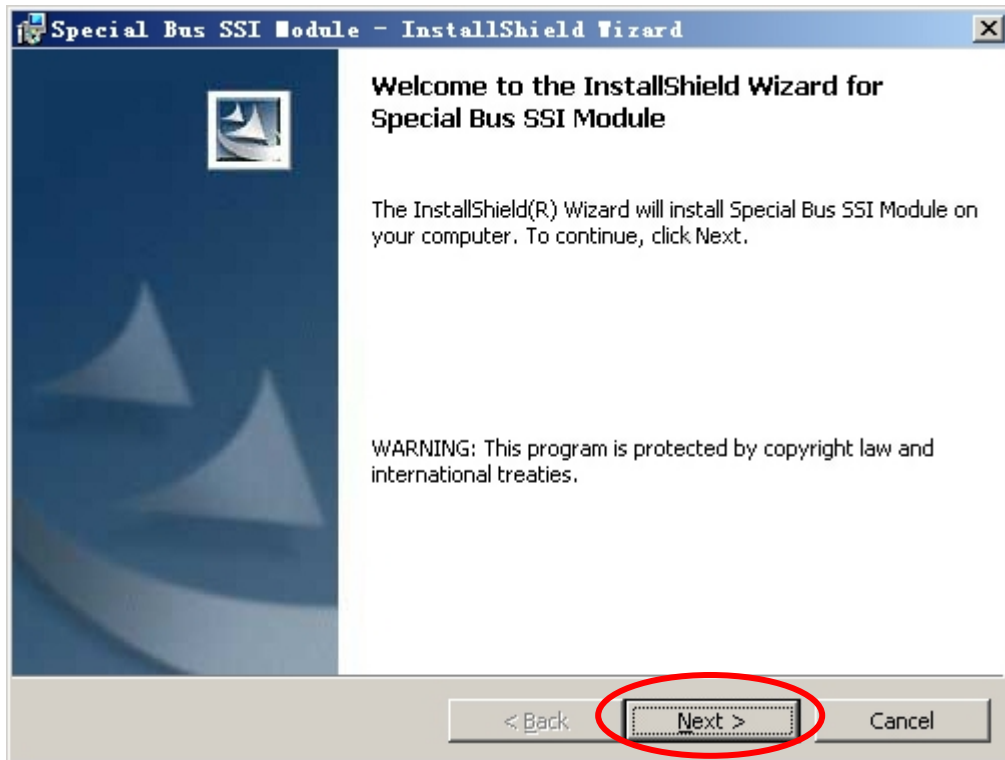 Special Bus SSI Module - InstallShield Wizard
Welcome to the InstallShield Wizard for
Special Bus SSI Module
The InstallShield(R) Wizard will install Special Bus SSI Module on
your computer. To continue, click Next.
WARNING: This program is protected by copyright law and
international treaties.
< Back
Next >
Cancel